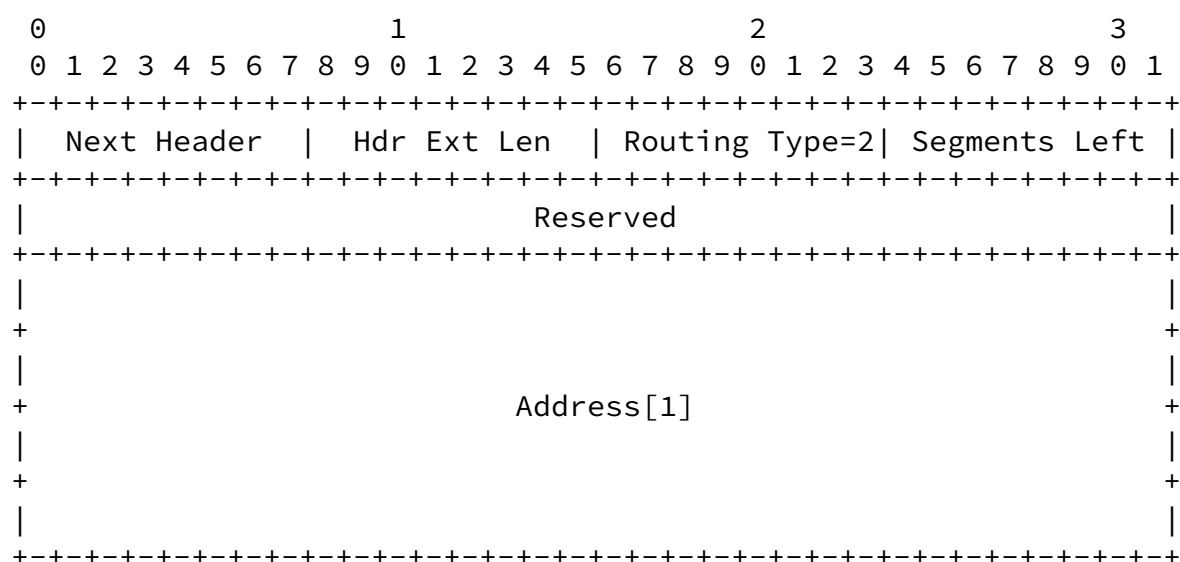 0                   1                   2                   3
 0 1 2 3 4 5 6 7 8 9 0 1 2 3 4 5 6 7 8 9 0 1 2 3 4 5 6 7 8 9 0 1
+-+-+-+-+-+-+-+-+-+-+-+-+-+-+-+-+-+-+-+-+-+-+-+-+-+-+-+-+-+-+-+-+
|  Next Header  |  Hdr Ext Len  | Routing Type=2| Segments Left |
+-+-+-+-+-+-+-+-+-+-+-+-+-+-+-+-+-+-+-+-+-+-+-+-+-+-+-+-+-+-+-+-+
|                            Reserved                           |
+-+-+-+-+-+-+-+-+-+-+-+-+-+-+-+-+-+-+-+-+-+-+-+-+-+-+-+-+-+-+-+-+
|                                                               |
+                                                               +
|                                                               |
+                           Address[1]                          +
|                                                               |
+                                                               +
|                                                               |
+-+-+-+-+-+-+-+-+-+-+-+-+-+-+-+-+-+-+-+-+-+-+-+-+-+-+-+-+-+-+-+-+